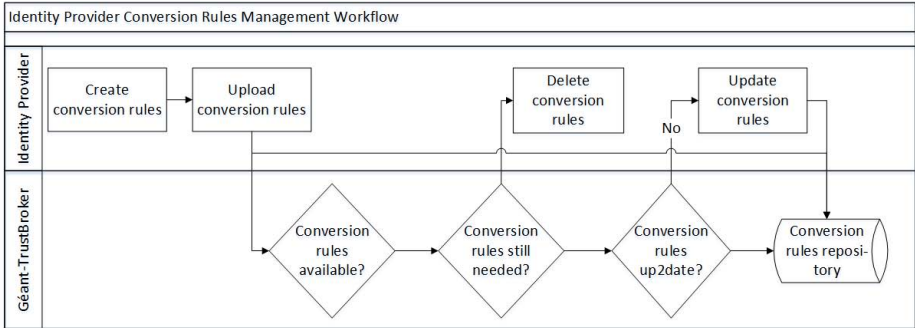 Identity Provider Conversion Rules Management Workflow
Identity Provider
Create
conversion rules
Upload
conversion rules
Delete
conversion
rules
Update
conversion
rules
No
Géant-TrustBroker
Conversion
rules
available?
Conversion
rules still
needed?
Conversion
rules
up2date?
Conversion
rules reposi-
tory